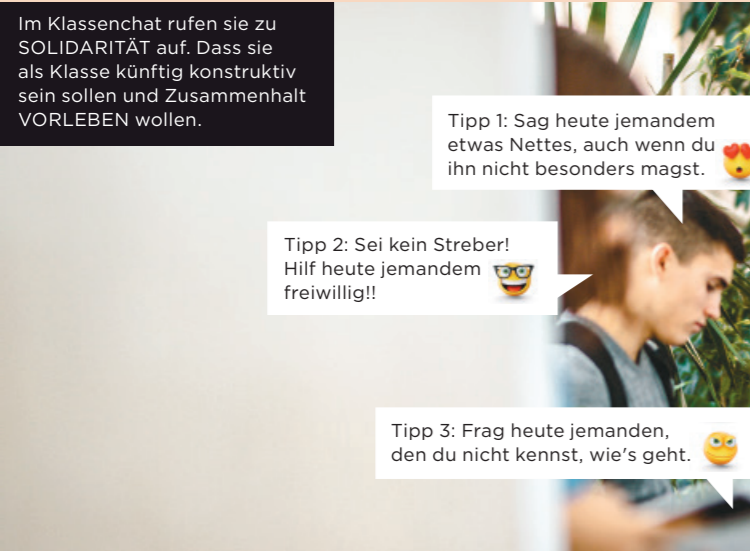 Im Klassenchat rufen sie zu
SOLIDARITÄT auf. Dass sie
als Klasse künftig konstruktiv
sein sollen und Zusammenhalt
VORLEBEN wollen.
Tipp 1: Sag heute jemandem
etwas Nettes, auch wenn du
ihn nicht besonders magst.
Tipp 2: Sei kein Streber!
Hilf heute jemandem
freiwillig!!
Tipp 3: Frag heute jemanden,
den du nicht kennst, wie's geht.